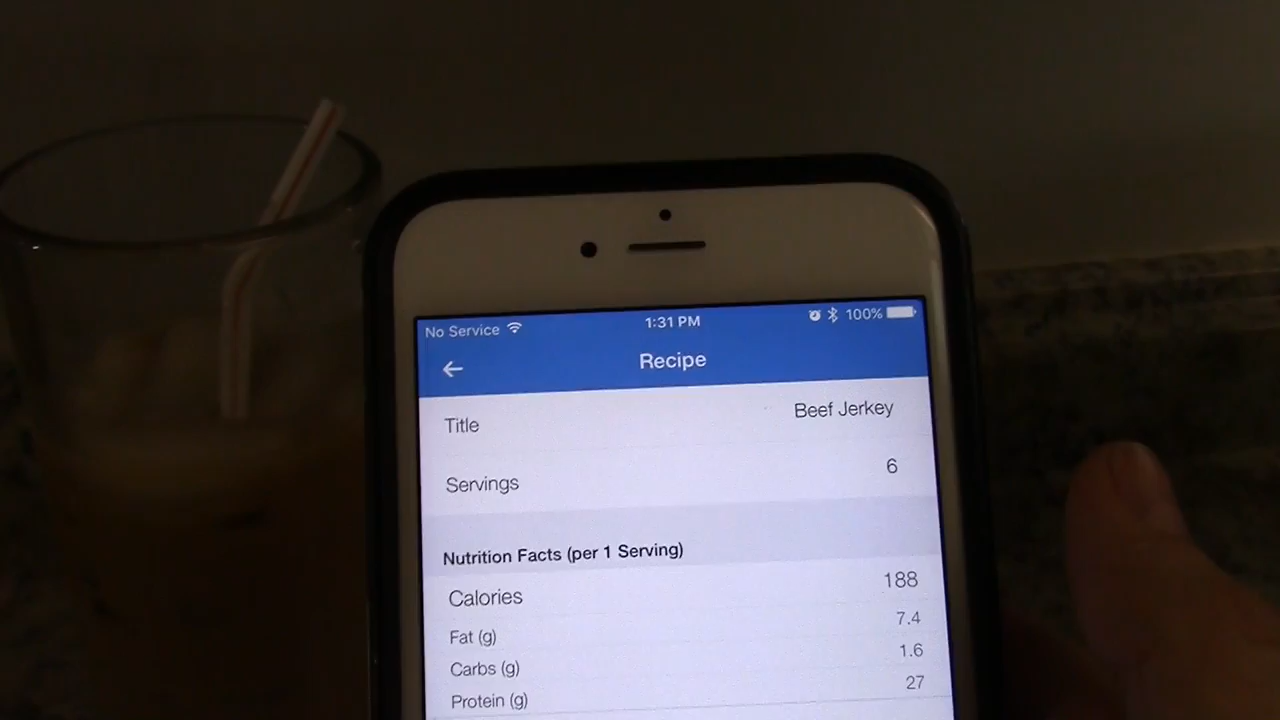 No Service 1:31 PM 100%
Recipe
Title Beef Jerkey
Servings 6
Nutrition Facts (per 1 Serving)
Calories 188
Fat (g) 7.4
Carbs (g) 1.6
Protein (g) 27